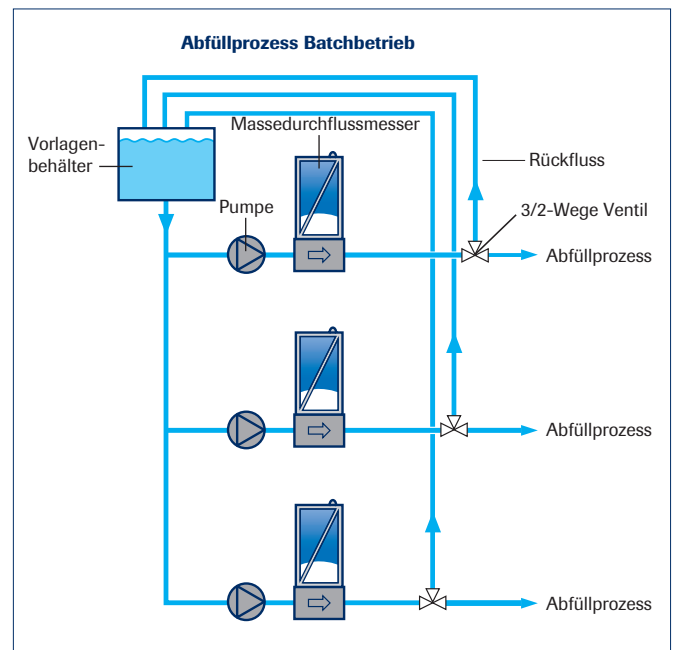 Abfüllprozess Batchbetrieb
Massedurchflussmesser
Vorlagen-
behälter
Rückfluss
Pumpe
3/2-Wege Ventil
Abfüllprozess
Abfüllprozess
Abfüllprozess